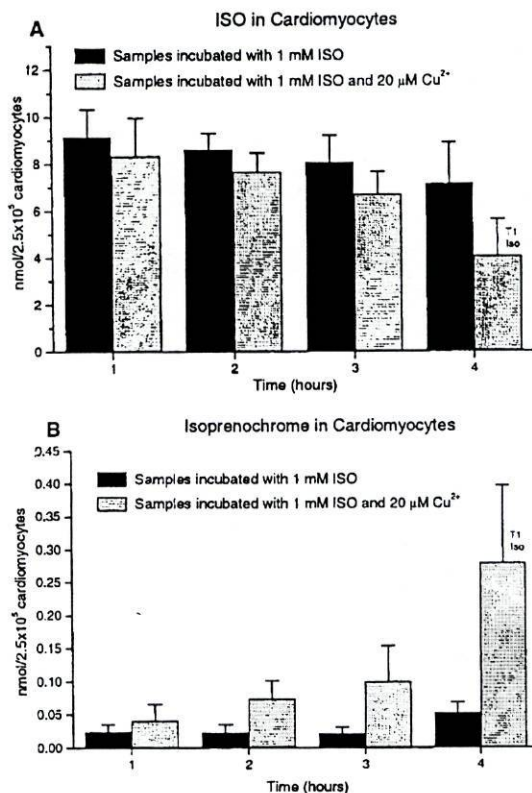 A
ISO in Cardiomyocytes
Samples incubated with 1 mM ISO
Samples incubated with 1 mM ISO and 20 μM Cu²⁺
12
10
8
6
4
2
0
nmol/2.5x10⁵ cardiomyocytes
T1
Iso
1 2 3 4
Time (hours)
B
Isoprenochrome in Cardiomyocytes
Samples incubated with 1 mM ISO
Samples incubated with 1 mM ISO and 20 μM Cu²⁺
0.45
0.40
0.35
0.30
0.25
0.20
0.15
0.10
0.05
0.00
nmol/2.5x10⁵ cardiomyocytes
T1
Iso
1 2 3 4
Time (hours)